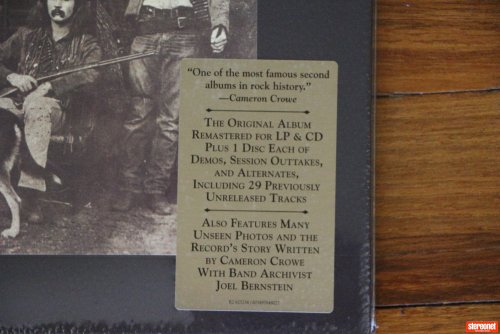 “One of the most famous second
albums in rock history.”
—Cameron Crowe
The Original Album
Remastered for LP & CD
Plus 1 Disc Each of
Demos, Session Outtakes,
and Alternates,
Including 29 Previously
Unreleased Tracks
Also Features Many
Unseen Photos and the
Record's Story Written
by Cameron Crowe
With Band Archivist
Joel Bernstein
stereonet